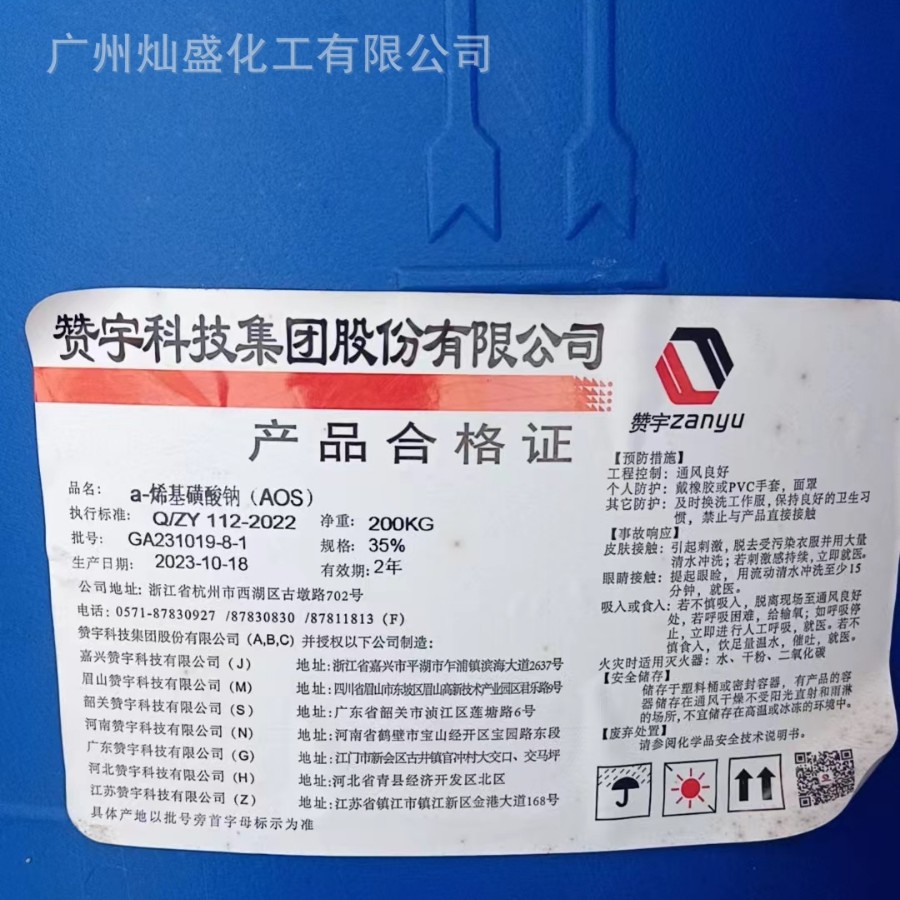 广州灿盛化工有限公司
赞宇科技集团股份有限公司
赞宇zanyu
产品合格证
品名: a-烯基磺酸钠(AOS)
执行标准: Q/ZY 112-2022 净重: 200KG
批号: GA231019-8-1 规格: 35%
生产日期: 2023-10-18 有效期: 2年
公司地址: 浙江省杭州市西湖区古墩路702号
电话: 0571-87830927 /87830830 /87811813 (F)
赞宇科技集团股份有限公司 (A,B,C) 并授权以下公司制造:
嘉兴赞宇科技有限公司 (J) 地址:浙江省嘉兴市平湖市乍浦镇滨海大道2637号
眉山赞宇科技有限公司 (M) 地址:四川省眉山市东坡区眉山高新技术产业园区君乐路9号
韶关赞宇科技有限公司 (S) 地址:广东省韶关市浈江区莲塘路6号
河南赞宇科技有限公司 (N) 地址:河南省鹤壁市宝山经开区宝园路东段
广东赞宇科技有限公司 (G) 地址:江门市新会区古井镇官冲村大交口、交马坪
河北赞宇科技有限公司 (H) 地址:河北省青县经济开发区北区
江苏赞宇科技有限公司 (Z) 地址:江苏省镇江市镇江新区金港大道168号
具体产地以批号旁首字母标示为准
【预防措施】
工程控制: 通风良好
个人防护: 戴橡胶或PVC手套, 面罩
其它防护: 及时换洗工作服, 保持良好的卫生习
惯, 禁止与产品直接接触
【事故响应】
皮肤接触: 引起刺激, 脱去受污染衣服并用大量
清水冲洗; 若刺激感持续, 立即就医。
眼睛接触: 提起眼睑, 用流动清水冲洗至少15
分钟, 就医。
吸入或食入: 若不慎吸入, 脱离现场至通风良好
处, 若呼吸困难, 给输氧; 如呼吸停
止, 立即进行人工呼吸, 就医。若不
慎食入, 饮足量温水, 催吐, 就医。
火灾时适用灭火器: 水、干粉、二氧化碳
【安全储存】
储存于塑料桶或密封容器, 有产品的容
器储存在通风干燥不受阳光直射和雨淋
的场所, 不宜储存在高温或冰冻的环境中。
【废弃处置】
请参阅化学品安全技术说明书。